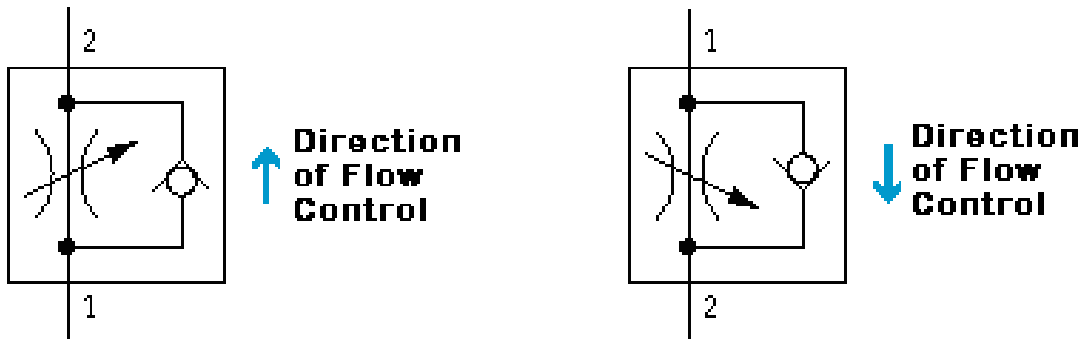 2
Direction
of Flow
Control
1
1
Direction
of Flow
Control
2